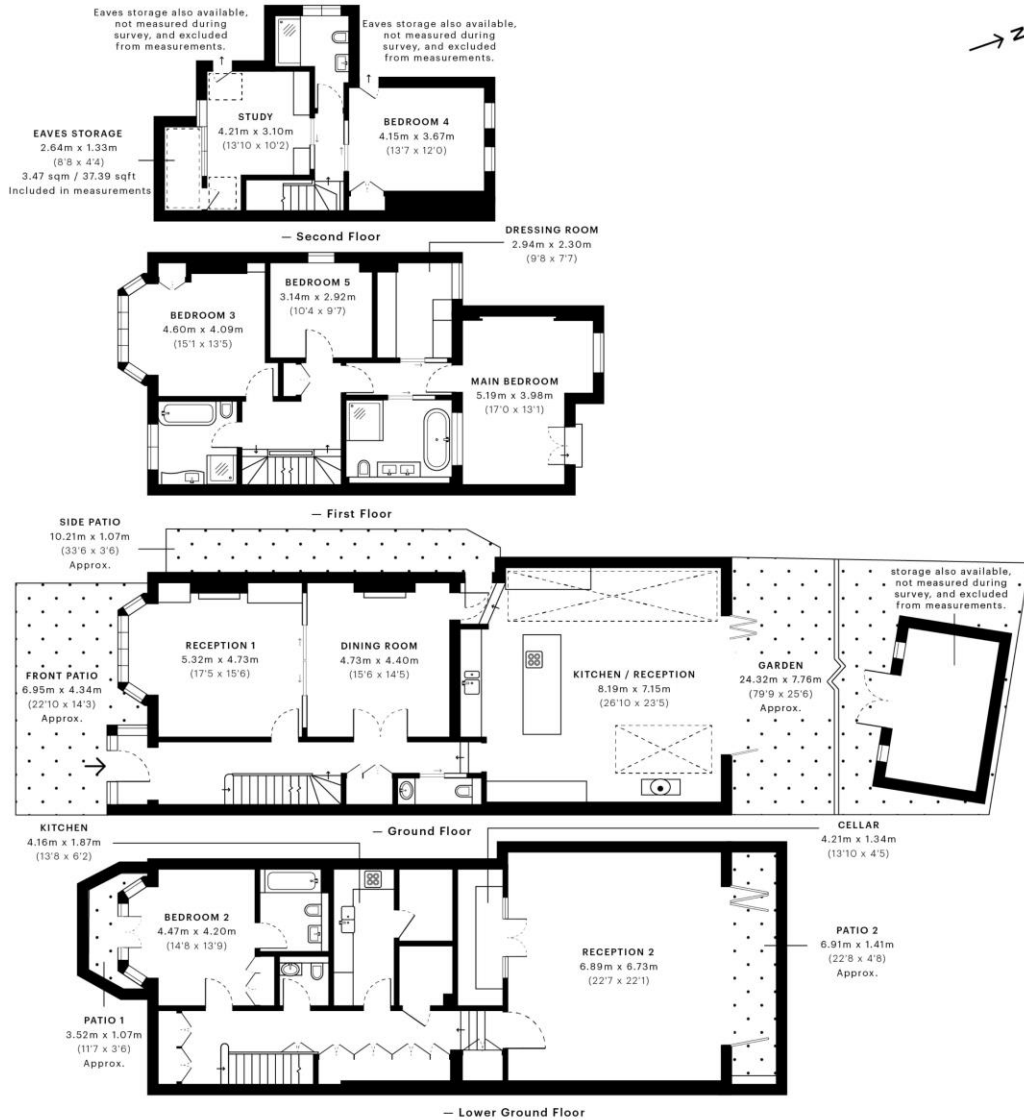 Eaves storage also available,
not measured during
survey, and excluded
from measurements.
Eaves storage also available,
not measured during
survey, and excluded
from measurements.
N
STUDY
4.21m x 3.10m
(13'10 x 10'2)
BEDROOM 4
4.15m x 3.67m
(13'7 x 12'0)
EAVES STORAGE
2.64m x 1.33m
(8'8 x 4'4)
3.47 sqm / 37.39 sqft
Included in measurements
— Second Floor
DRESSING ROOM
2.94m x 2.30m
(9'8 x 7'7)
BEDROOM 5
3.14m x 2.92m
(10'4 x 9'7)
BEDROOM 3
4.60m x 4.09m
(15'1 x 13'5)
MAIN BEDROOM
5.19m x 3.98m
(17'0 x 13'1)
— First Floor
SIDE PATIO
10.21m x 1.07m
(33'6 x 3'6)
Approx.
storage also available,
not measured during
survey, and excluded
from measurements.
RECEPTION 1
5.32m x 4.73m
(17'5 x 15'6)
DINING ROOM
4.73m x 4.40m
(15'6 x 14'5)
KITCHEN / RECEPTION
8.19m x 7.15m
(26'10 x 23'5)
GARDEN
24.32m x 7.76m
(79'9 x 25'6)
Approx.
FRONT PATIO
6.95m x 4.34m
(22'10 x 14'3)
Approx.
— Ground Floor
KITCHEN
4.16m x 1.87m
(13'8 x 6'2)
CELLAR
4.21m x 1.34m
(13'10 x 4'5)
BEDROOM 2
4.47m x 4.20m
(14'8 x 13'9)
RECEPTION 2
6.89m x 6.73m
(22'7 x 22'1)
PATIO 2
6.91m x 1.41m
(22'8 x 4'8)
Approx.
PATIO 1
3.52m x 1.07m
(11'7 x 3'6)
Approx.
— Lower Ground Floor